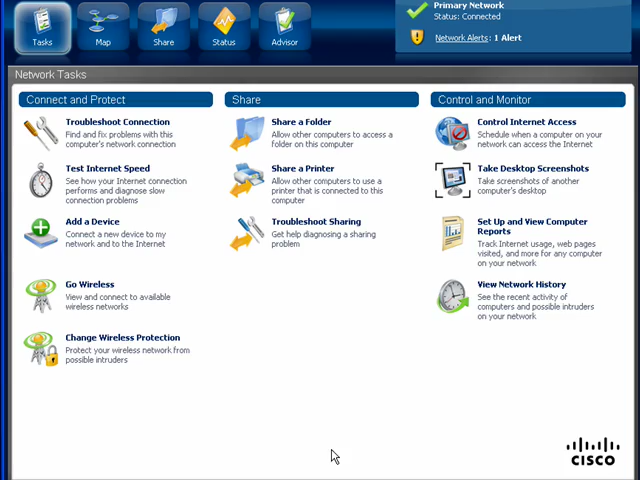 Tasks
Map
Share
Status
Advisor
Primary Network
Status: Connected
Network Alerts: 1 Alert
Network Tasks
Connect and Protect
Troubleshoot Connection
Find and fix problems with this
computer's network connection
Test Internet Speed
See how your Internet connection
performs and diagnose slow
connection problems
Add a Device
Connect a new device to my
network and to the Internet
Go Wireless
View and connect to available
wireless networks
Change Wireless Protection
Protect your wireless network from
possible intruders
Share
Share a Folder
Allow other computers to access a
folder on this computer
Share a Printer
Allow other computers to use a
printer that is connected to this
computer
Troubleshoot Sharing
Get help diagnosing a sharing
problem
Control and Monitor
Control Internet Access
Schedule when a computer on your
network can access the Internet
Take Desktop Screenshots
Take screenshots of another
computer's desktop
Set Up and View Computer
Reports
Track Internet usage, web pages
visited, and more for any computer
on your network
View Network History
See the recent activity of
computers and possible intruders
on your network
CISCO